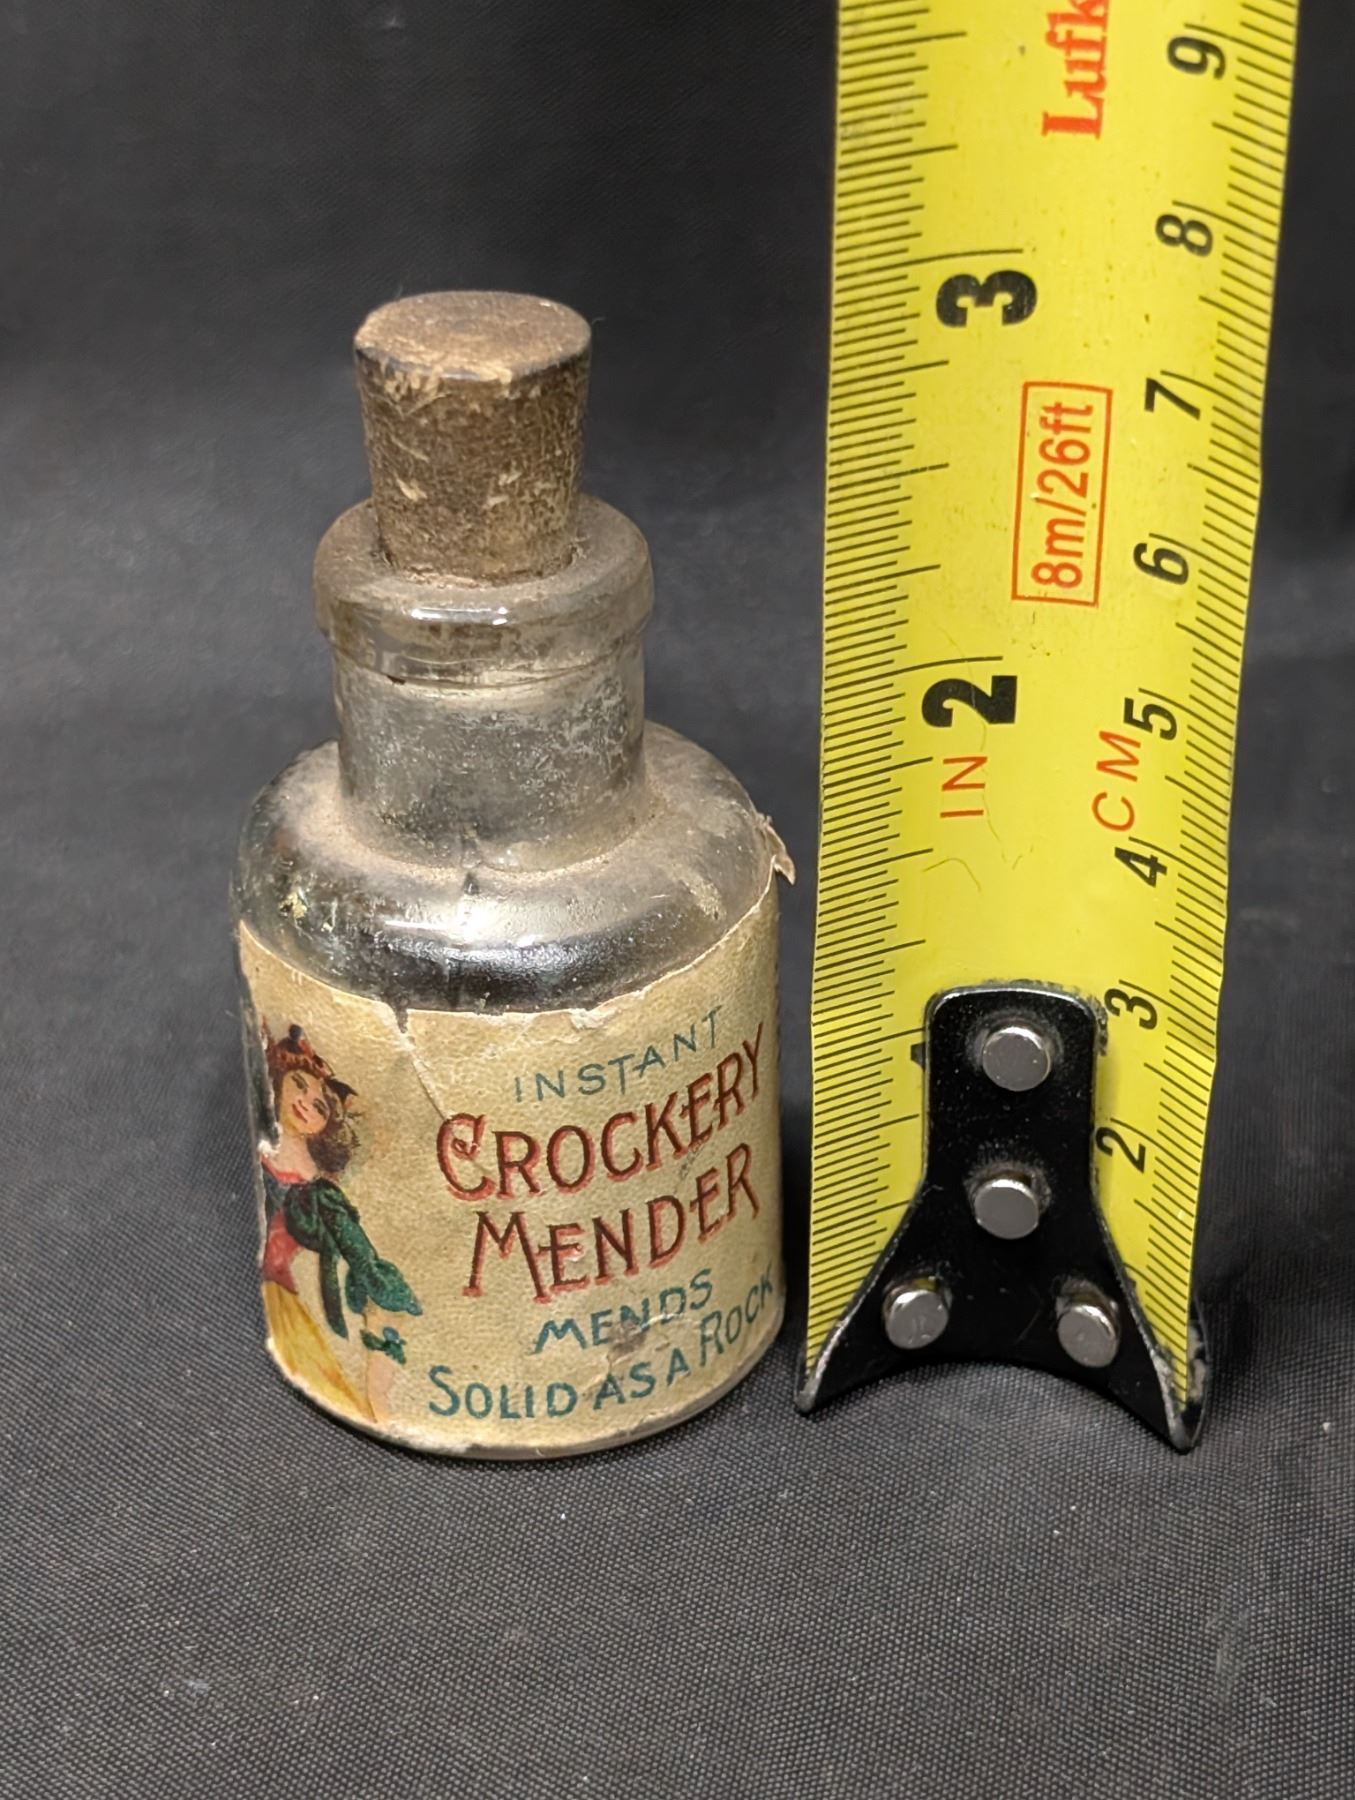 INSTANT
CROCKERY
MENDER
MENDS
SOLID AS A ROCK
Lufk
9
8
3
7
8m/26ft
6
2
5
IN
CM
4
3
1
2